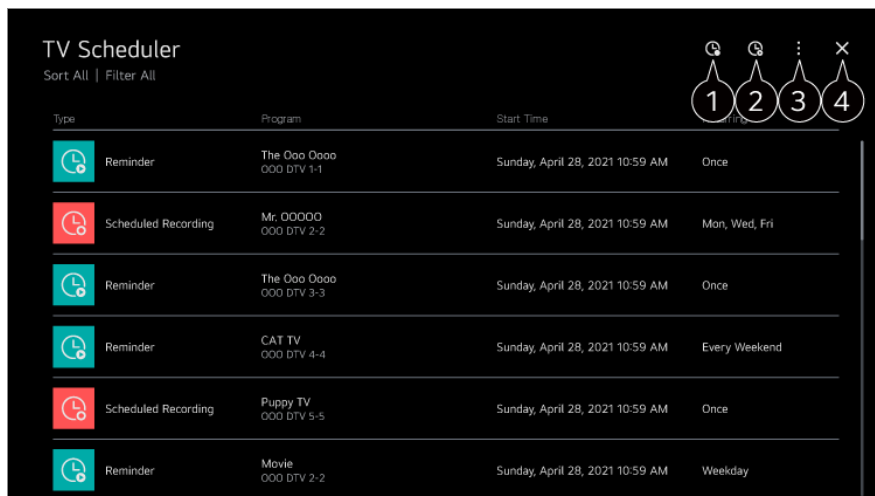 TV Scheduler
Sort All | Filter All
1 2 3 4
Type Program Start Time
Reminder The Ooo Oooo Sunday, April 28, 2021 10:59 AM Once
OOO DTV 1-1
Scheduled Recording Mr. OOOOO Sunday, April 28, 2021 10:59 AM Mon, Wed, Fri
OOO DTV 2-2
Reminder The Ooo Oooo Sunday, April 28, 2021 10:59 AM Once
OOO DTV 3-3
Reminder CAT TV Sunday, April 28, 2021 10:59 AM Every Weekend
OOO DTV 4-4
Scheduled Recording Puppy TV Sunday, April 28, 2021 10:59 AM Once
OOO DTV 5-5
Reminder Movie Sunday, April 28, 2021 10:59 AM Weekday
OOO DTV 2-2